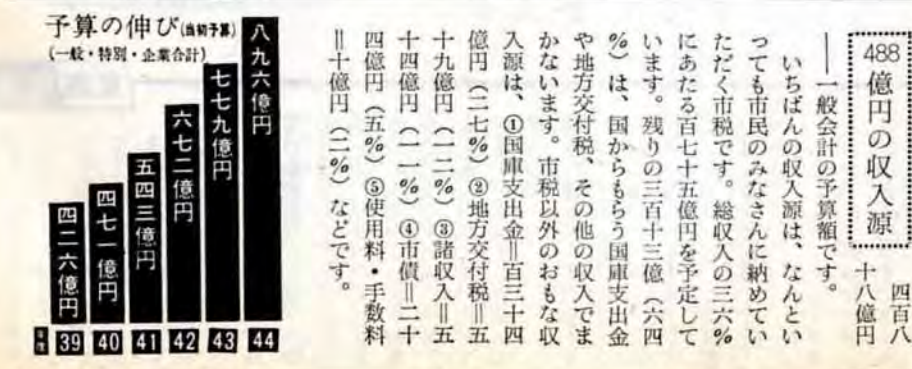 488億円の収入源
四百八
十八億円
――一般会計の予算額です。
いちばんの収入源は、なんとい
っても市民のみなさんに納めてい
ただく市税です。総収入の三六%
にあたる百七十五億円を予定して
います。残りの三百十三億(六四
%)は、国からもらう国庫支出金
や地方交付税、その他の収入でま
かないます。市税以外のおもな収
入源は、①国庫支出金=百三十四
億円(二七%)②地方交付税=五
十九億円(一二%)③諸収入=五
十四億円(一一%)④市債=二十
四億円(五%)⑤使用料・手数料
=十億円(二%)などです。
予算の伸び(当初予算)
(一般・特別・企業合計)
八九六億円
七七九億円
六七二億円
五四三億円
四七一億円
四二六億円
年度 39 40 41 42 43 44